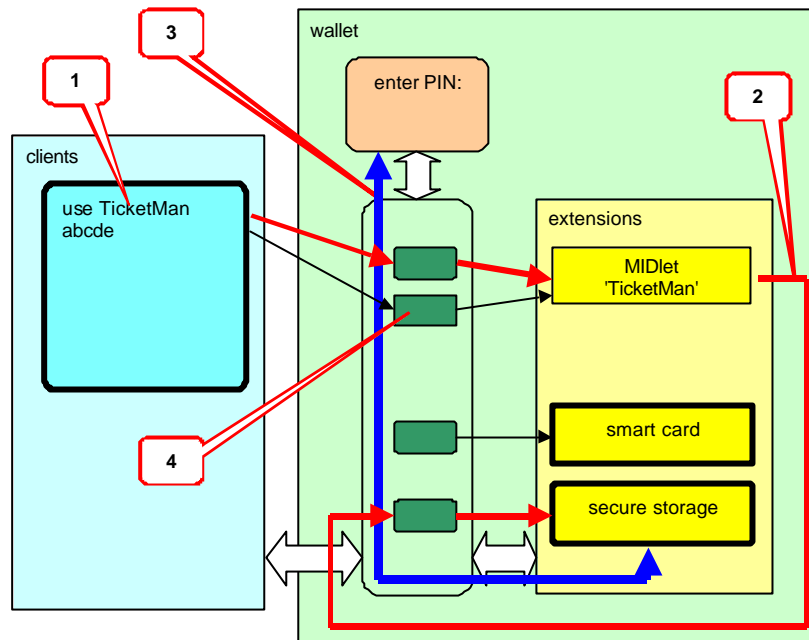 3
wallet
1
enter PIN:
2
clients
use TicketMan
abcde
extensions
MIDlet
'TicketMan'
smart card
4
secure storage